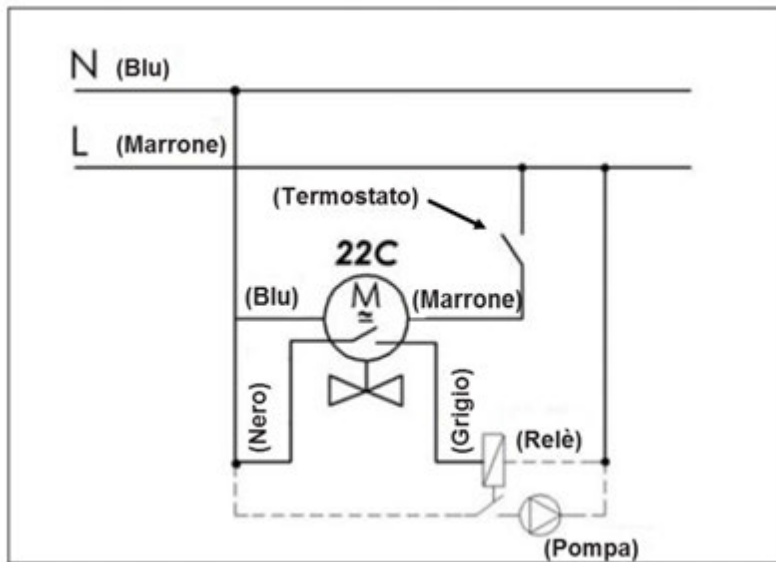 N (Blu)
L (Marrone)
(Termostato)
22C
(Blu)
M
(Marrone)
(Nero)
(Grigio)
(Relè)
(Pompa)